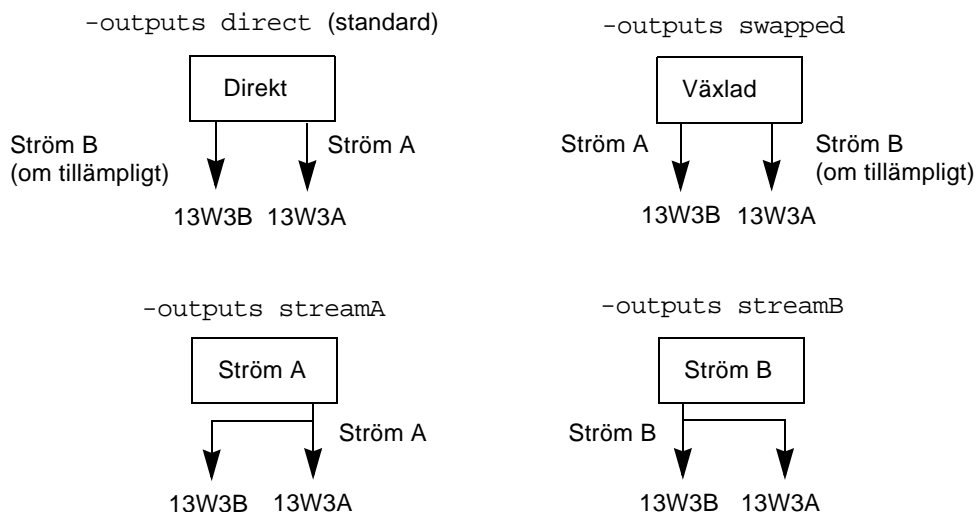 -outputs direct (standard)
Direkt
Ström B
(om tillämpligt)
Ström A
13W3B 13W3A
-outputs swapped
Växlad
Ström A
Ström B
(om tillämpligt)
13W3B 13W3A
-outputs streamA
Ström A
Ström A
13W3B 13W3A
-outputs streamB
Ström B
Ström B
13W3B 13W3A